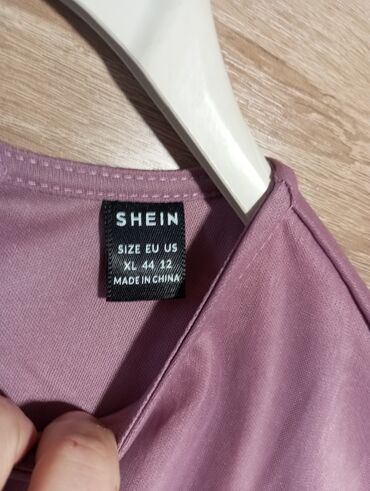 SHEIN
SIZE EU US
XL 44 12
MADE IN CHINA